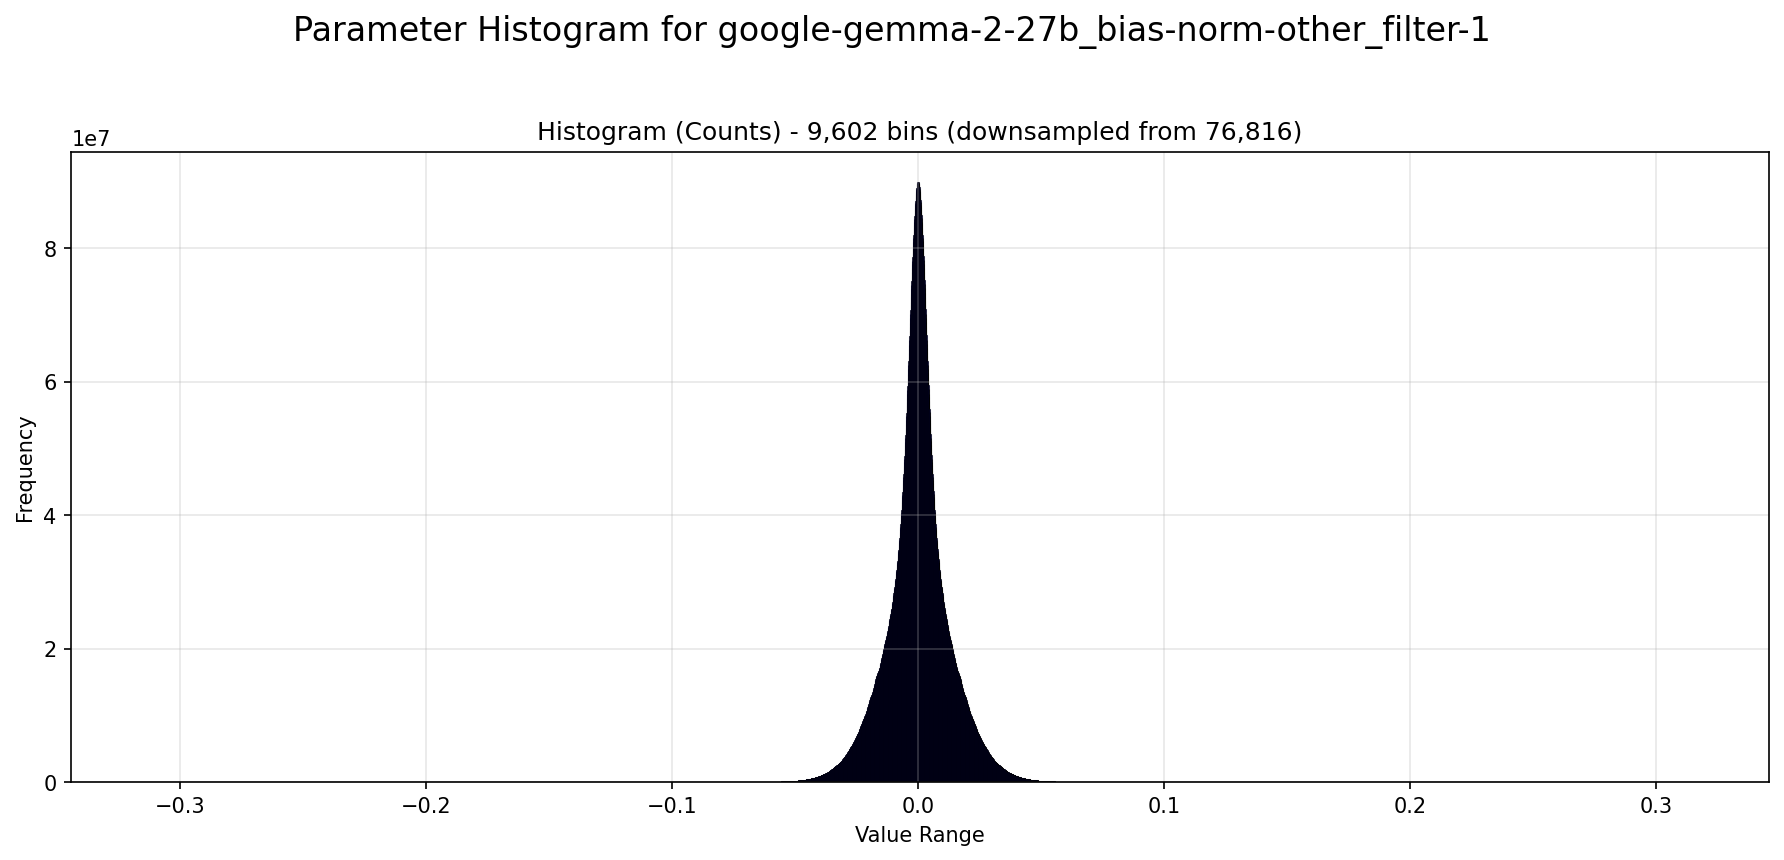 Parameter Histogram for google-gemma-2-27b_bias-norm-other_filter-1
Histogram (Counts) - 9,602 bins (downsampled from 76,816)
1e7
8
6
4
2
0
Frequency
−0.3 −0.2 −0.1 0.0 0.1 0.2 0.3
Value Range